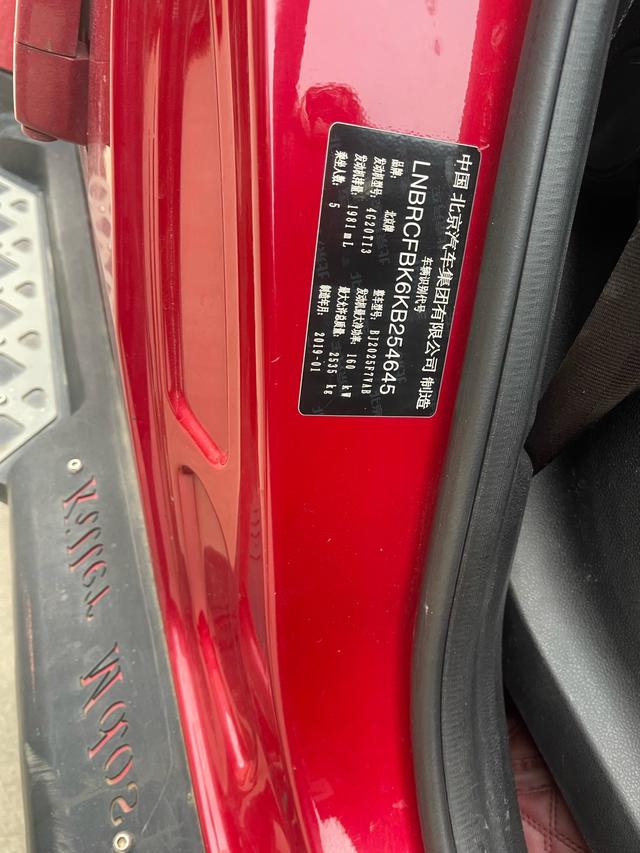 中国 北京汽车集团有限公司 制造
车辆识别代号
LNBRCFBK6KB254645
品牌: 北京牌 整车型号: BJ2025F7VAB
发动机型号: 4G20TI3 发动机最大净功率: 160 kW
发动机排量: 1981mL 最大允许总质量: 2535 kg
乘坐人数: 5 制造年月: 2019-01